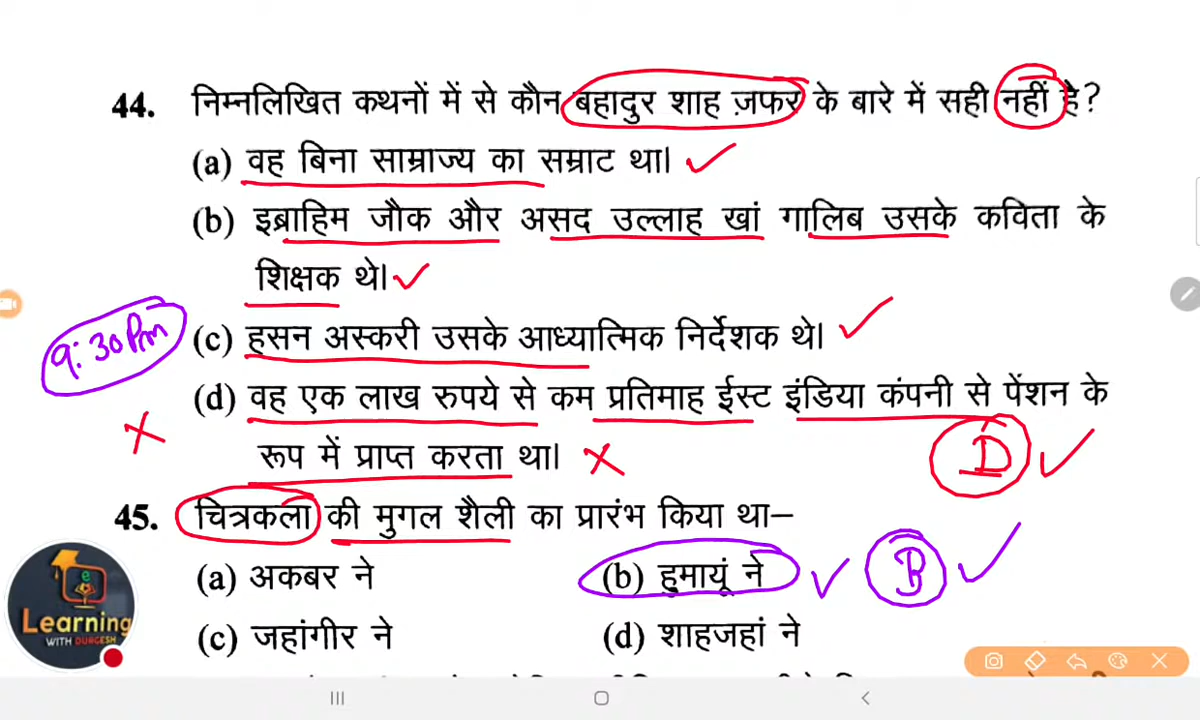 44. निम्नलिखित कथनों में से कौन बहादुर शाह ज़फर के बारे में सही नहीं है?
(a) वह बिना साम्राज्य का सम्राट था।
(b) इब्राहिम जौक और असद उल्लाह खां गालिब उसके कविता के
शिक्षक थे।
9:30 Pm
(c) हसन अस्करी उसके आध्यात्मिक निर्देशक थे।
(d) वह एक लाख रुपये से कम प्रतिमाह ईस्ट इंडिया कंपनी से पेंशन के
रूप में प्राप्त करता था।
D
45. चित्रकला की मुगल शैली का प्रारंभ किया था–
(a) अकबर ने (b) हुमायूं ने B
(c) जहांगीर ने (d) शाहजहां ने
e
Learning
WITH DURGESH